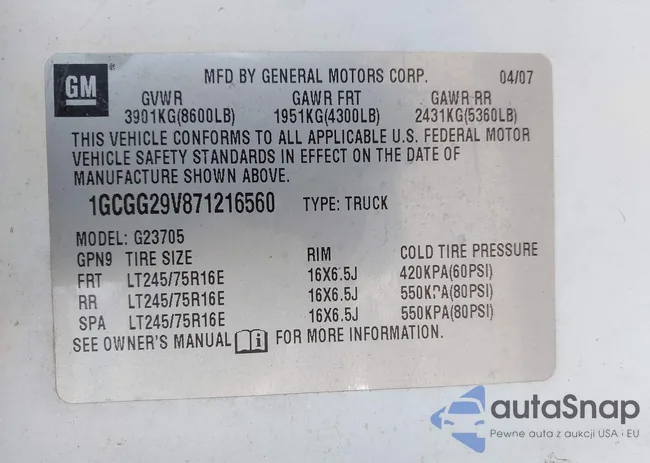 GM
MFD BY GENERAL MOTORS CORP. 04/07
GVWR GAWR FRT GAWR RR
3901KG(8600LB) 1951KG(4300LB) 2431KG(5360LB)
THIS VEHICLE CONFORMS TO ALL APPLICABLE U.S. FEDERAL MOTOR
VEHICLE SAFETY STANDARDS IN EFFECT ON THE DATE OF
MANUFACTURE SHOWN ABOVE.
1GCGG29V871216560 TYPE: TRUCK
MODEL: G23705
GPN9 TIRE SIZE RIM COLD TIRE PRESSURE
FRT LT245/75R16E 16X6.5J 420KPA(60PSI)
RR LT245/75R16E 16X6.5J 550KPA(80PSI)
SPA LT245/75R16E 16X6.5J 550KPA(80PSI)
SEE OWNER'S MANUAL FOR MORE INFORMATION.
autaSnap
Pewne auta z aukcji USA i EU